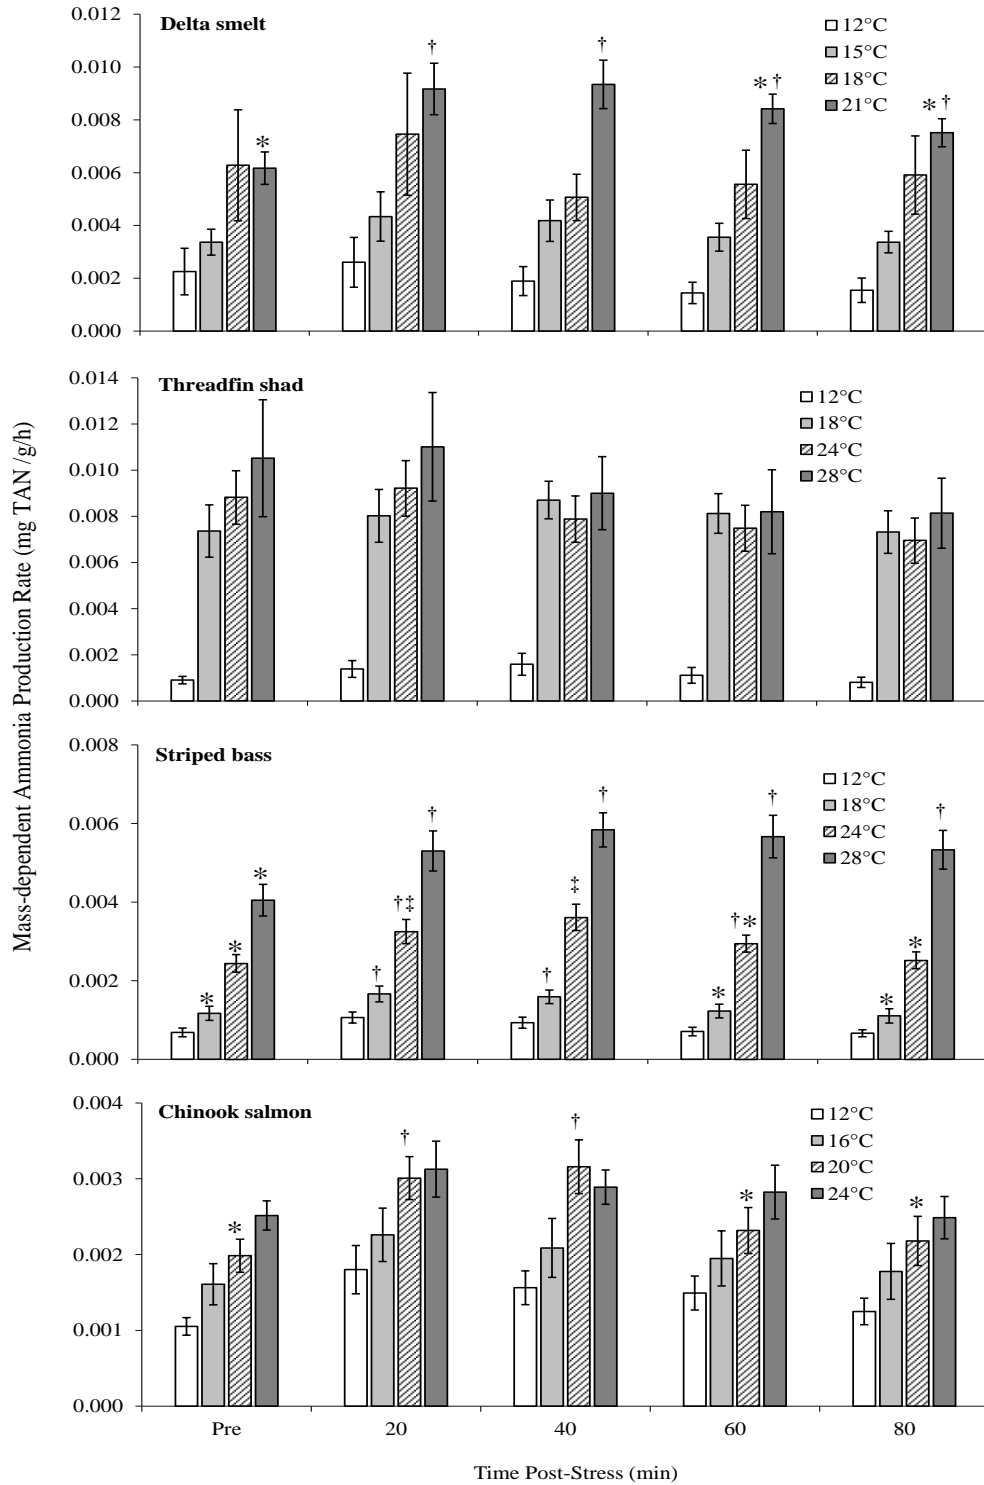 Mass-dependent Ammonia Production Rate (mg TAN /g/h)
Delta smelt
0.012
0.010
0.008
0.006
0.004
0.002
0.000
12°C
15°C
18°C
21°C
*
†
†
*†
*†
Threadfin shad
0.014
0.012
0.010
0.008
0.006
0.004
0.002
0.000
12°C
18°C
24°C
28°C
Striped bass
0.008
0.006
0.004
0.002
0.000
12°C
18°C
24°C
28°C
*
*
*
†
†‡
†
†
‡
†
*
†*
†
*
*
†
Chinook salmon
0.004
0.003
0.002
0.001
0.000
12°C
16°C
20°C
24°C
*
†
†
*
*
Pre 20 40 60 80
Time Post-Stress (min)